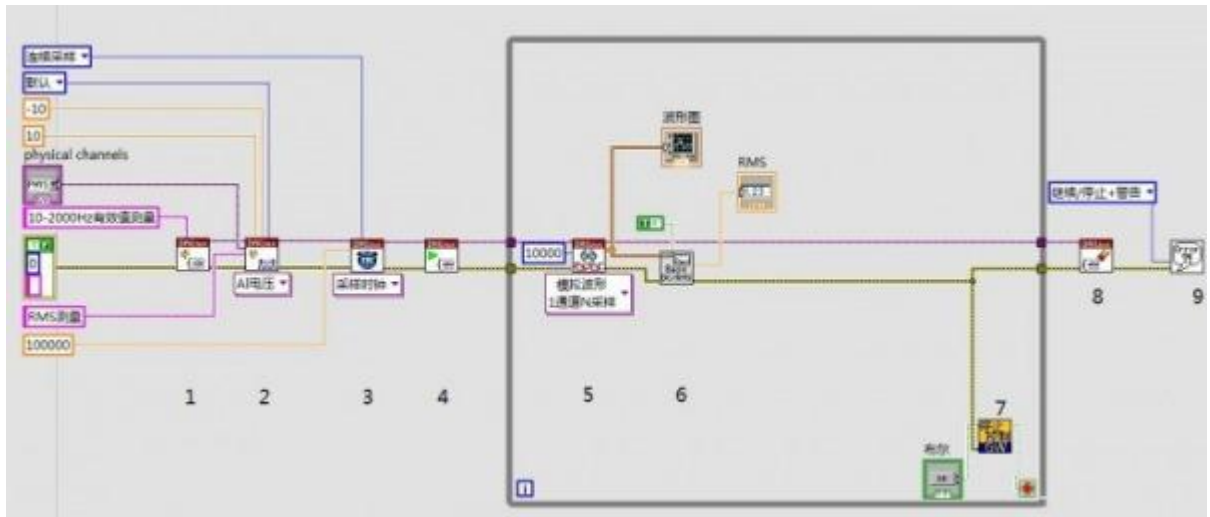 连续采样
默认
-10
10
physical channels
10-2000Hz有效值测量
0
RMS测量
100000
AI电压
采样时钟
10000
模拟波形
1通道N采样
波形图
RMS
布尔
继续/停止+警告
1
2
3
4
5
6
7
8
9
i